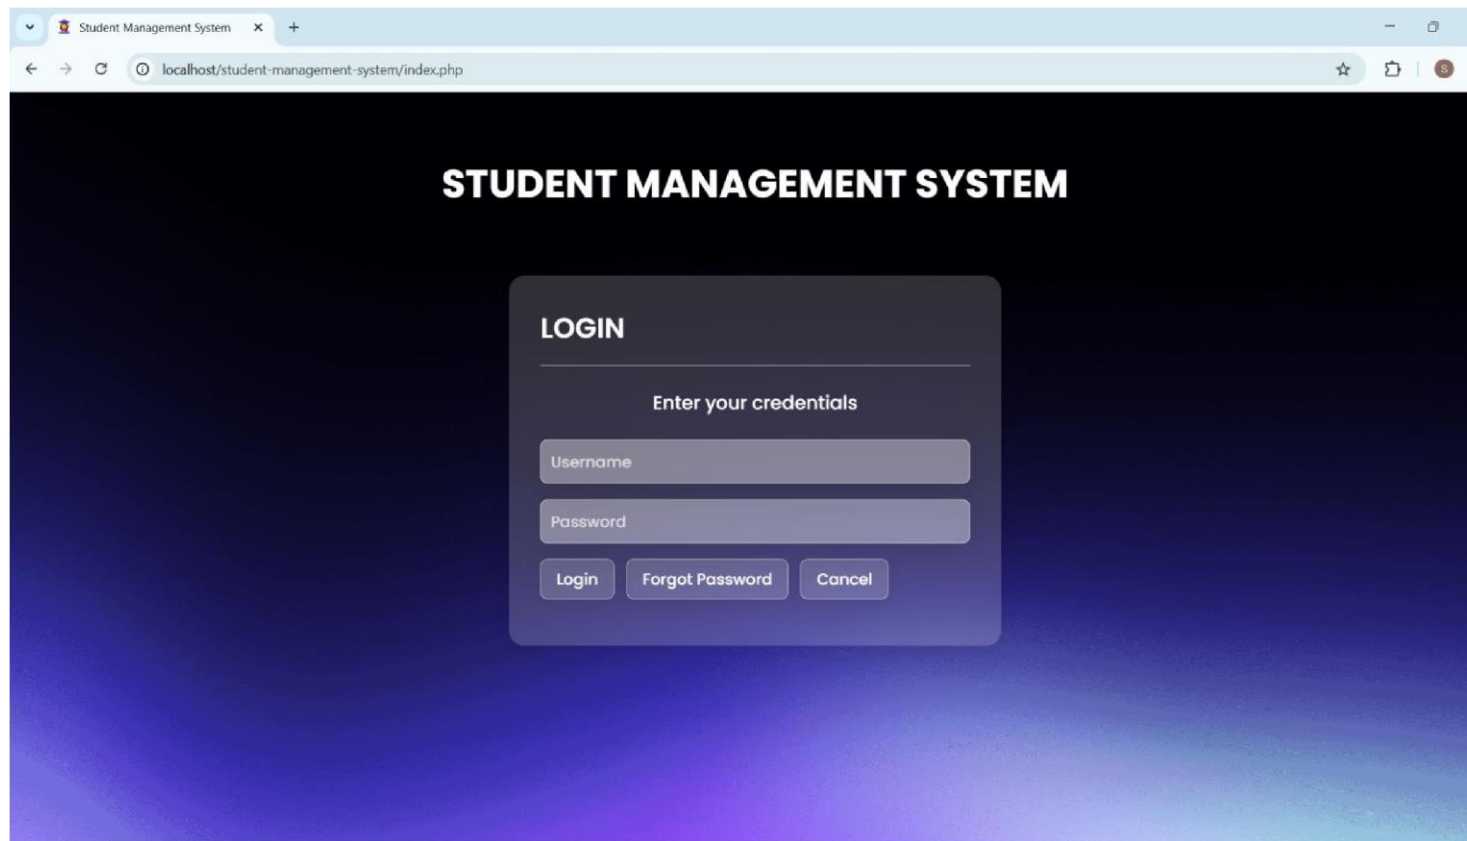 Student Management System
localhost/student-management-system/index.php
S
STUDENT MANAGEMENT SYSTEM
LOGIN
Enter your credentials
Username
Password
Login Forgot Password Cancel